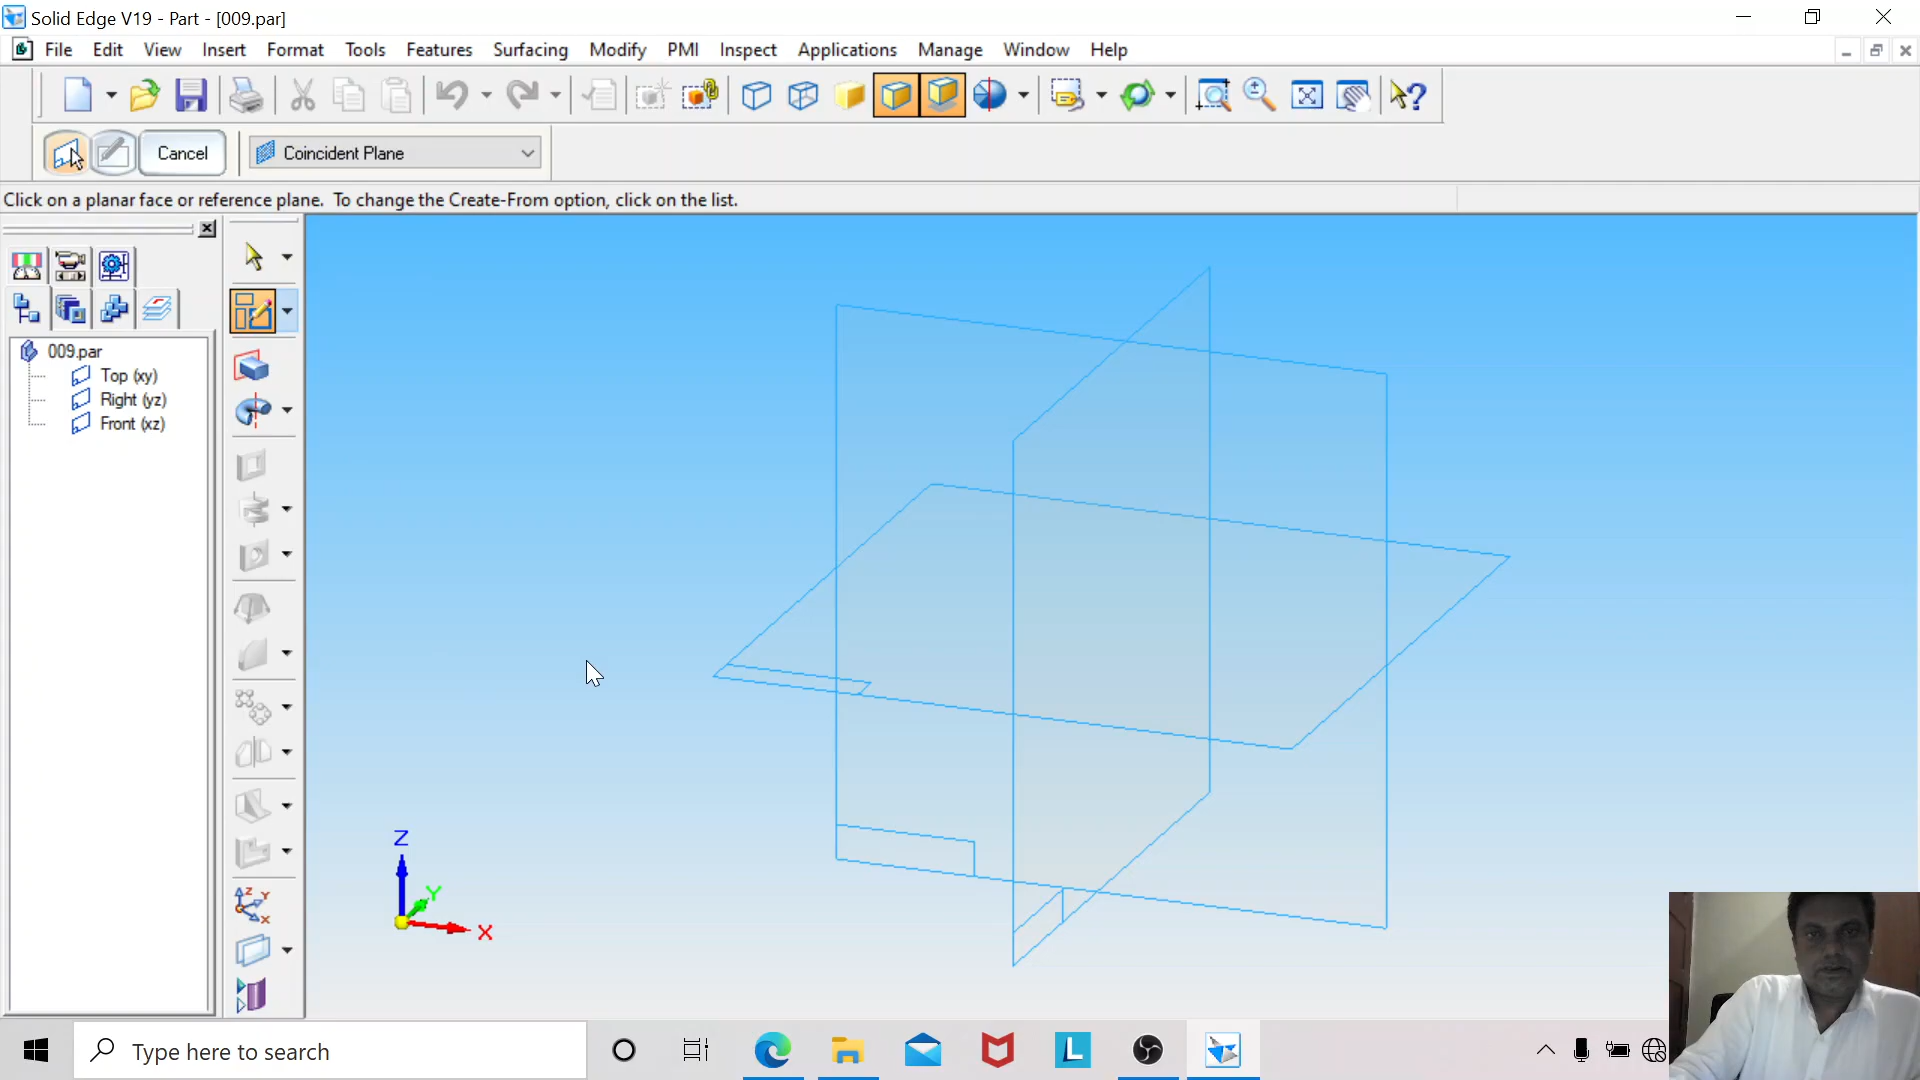 Solid Edge V19 - Part - [009.par]
File Edit View Insert Format Tools Features Surfacing Modify PMI Inspect Applications Manage Window Help
Cancel Coincident Plane
Click on a planar face or reference plane. To change the Create-From option, click on the list.
009.par
Top (xy)
Right (yz)
Front (xz)
Z
Y
X
Type here to search
L